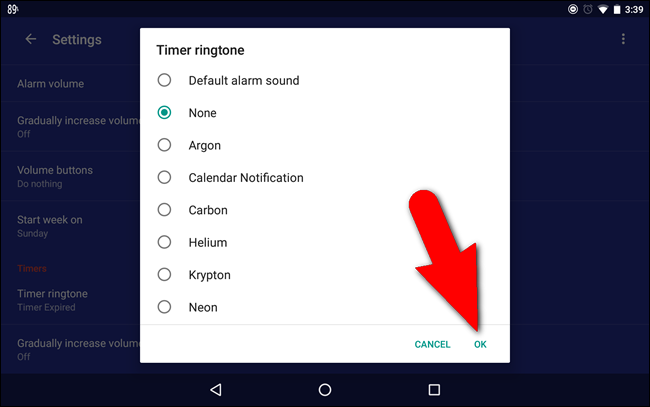 89%
3:39
Settings
Alarm volume
Gradually increase volume
Off
Volume buttons
Do nothing
Start week on
Sunday
Timers
Timer ringtone
Timer Expired
Gradually increase volume
Off
Timer ringtone
Default alarm sound
None
Argon
Calendar Notification
Carbon
Helium
Krypton
Neon
CANCEL OK